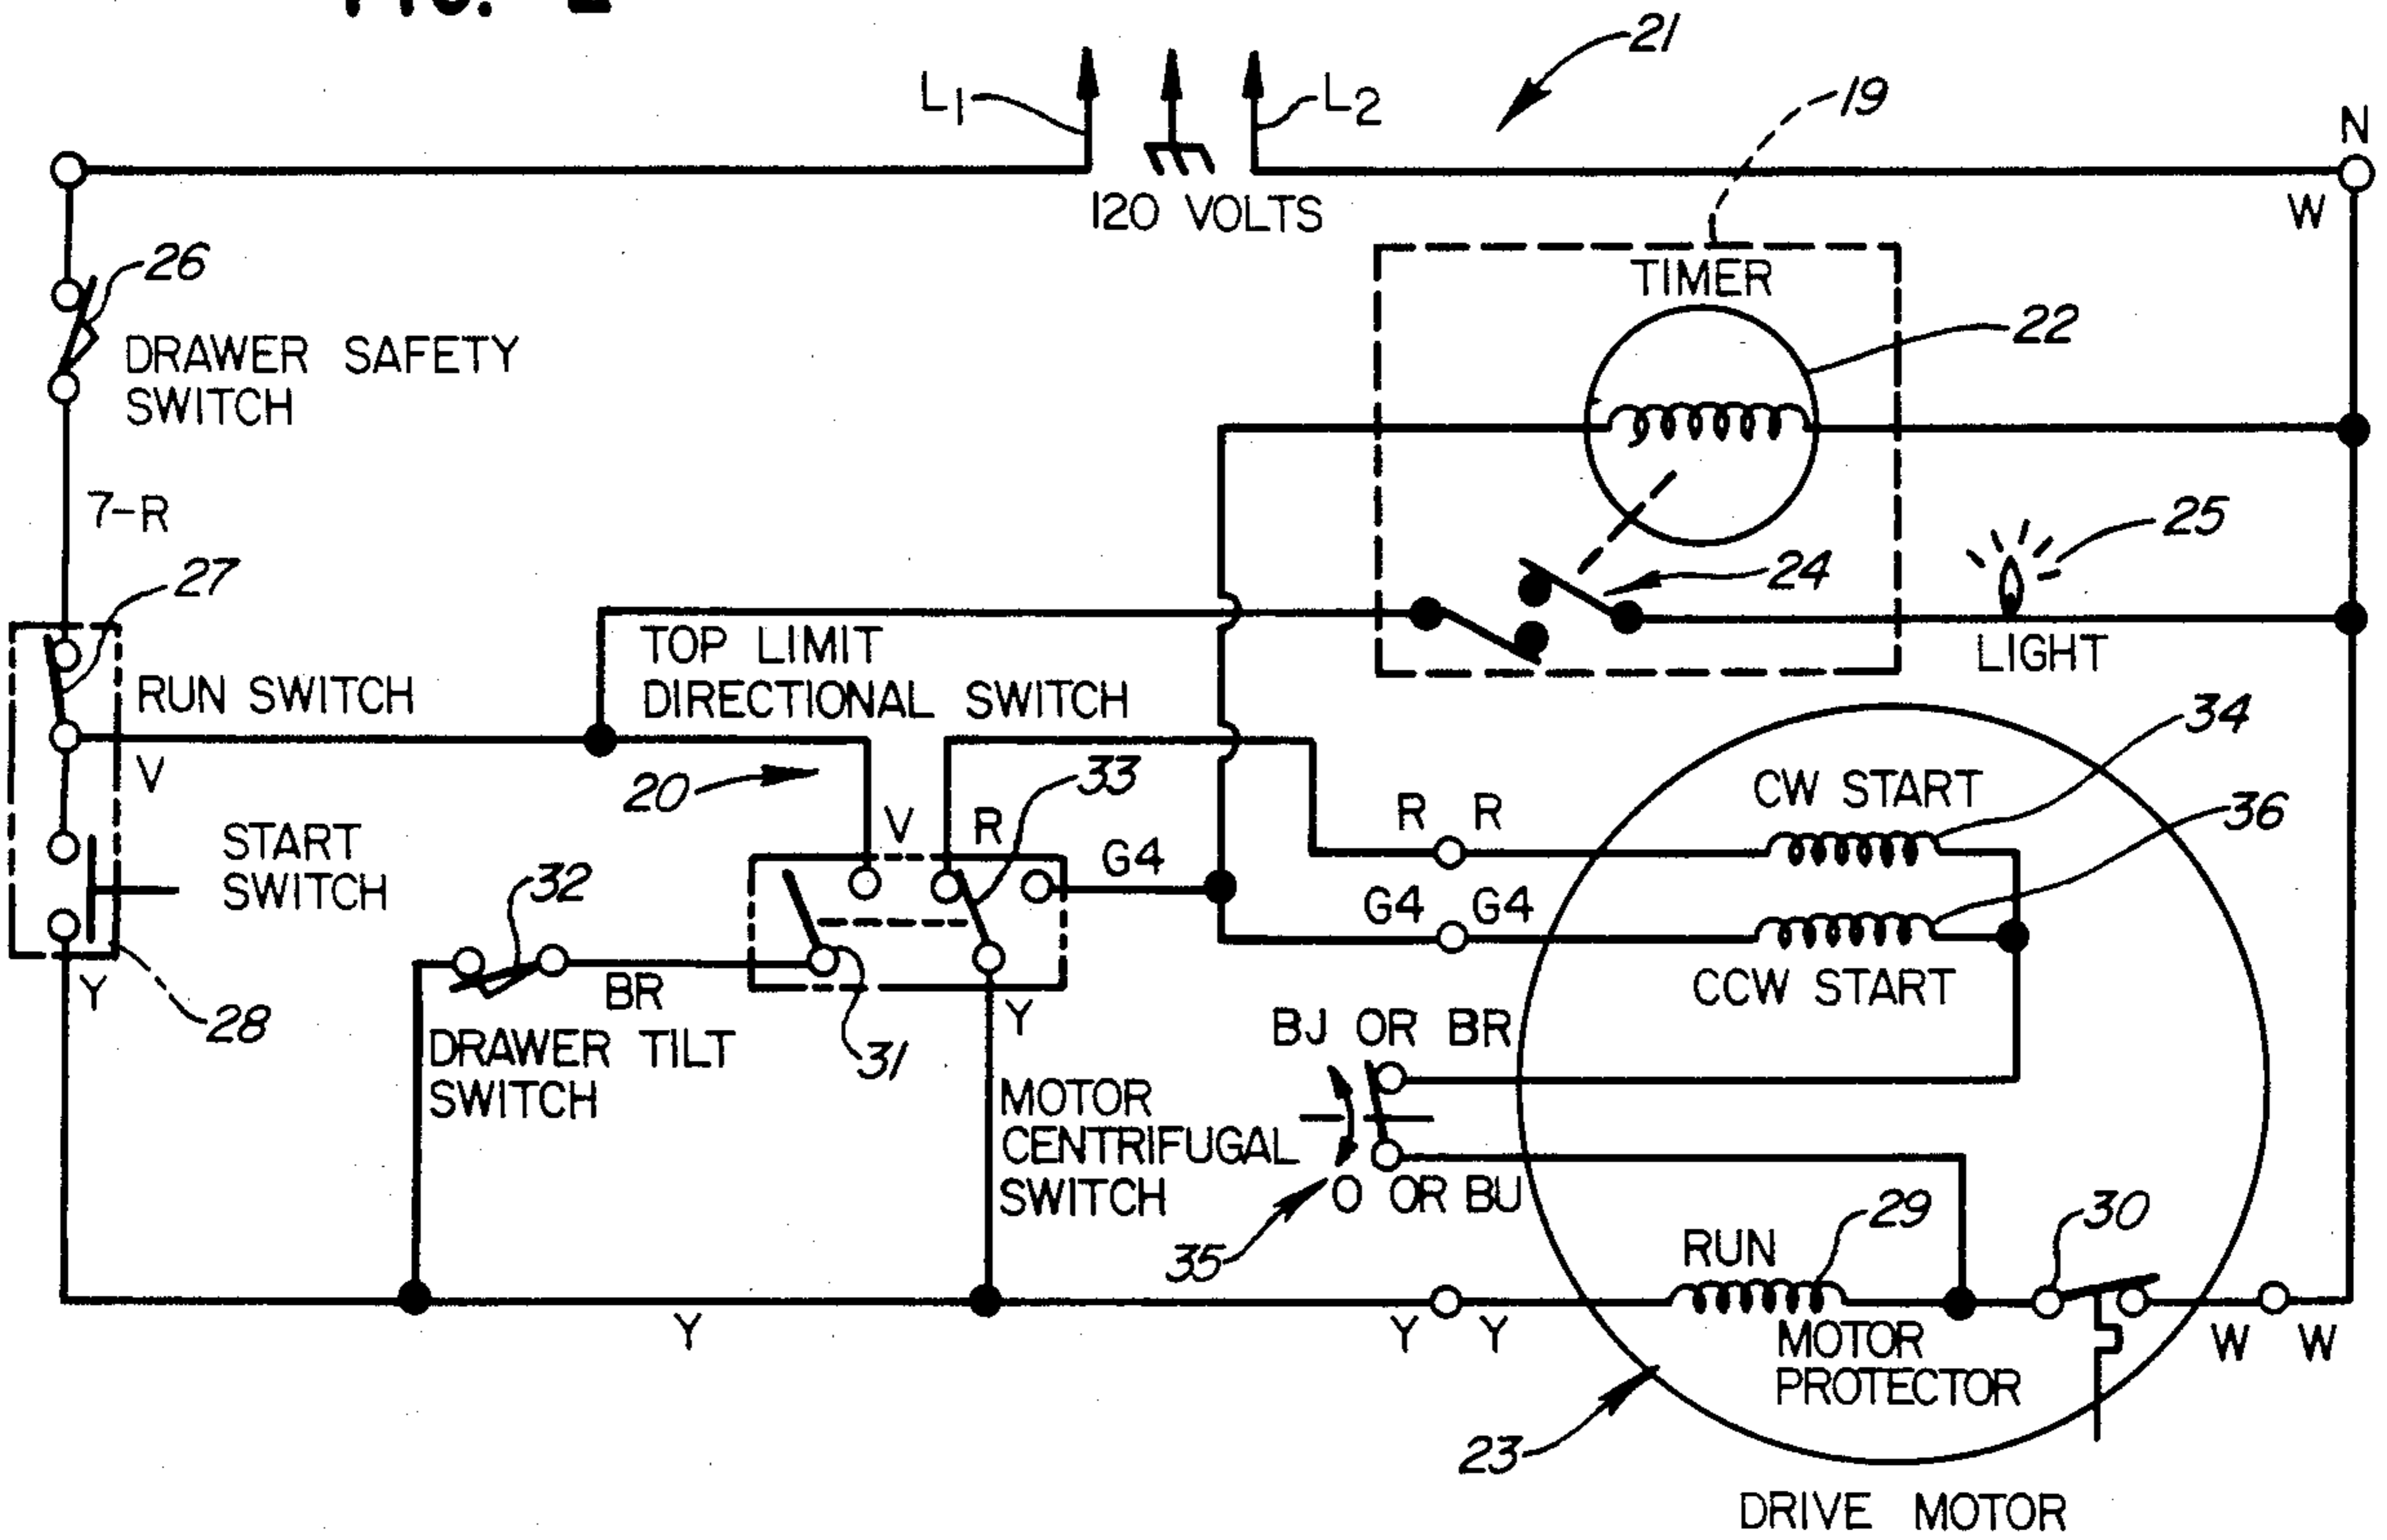 L1
L2
21
19
N
120 VOLTS
W
26
TIMER
22
DRAWER SAFETY
SWITCH
7-R
25
27
24
TOP LIMIT
DIRECTIONAL SWITCH
LIGHT
RUN SWITCH
34
V
20
33
CW START
36
START
SWITCH
V
R
G4
R
R
32
G4
G4
Y
BR
CCW START
28
Y
DRAWER TILT
SWITCH
31
BJ OR BR
MOTOR
CENTRIFUGAL
SWITCH
O OR BU
35
RUN
29
30
Y
Y
Y
MOTOR
PROTECTOR
W
W
23
DRIVE MOTOR